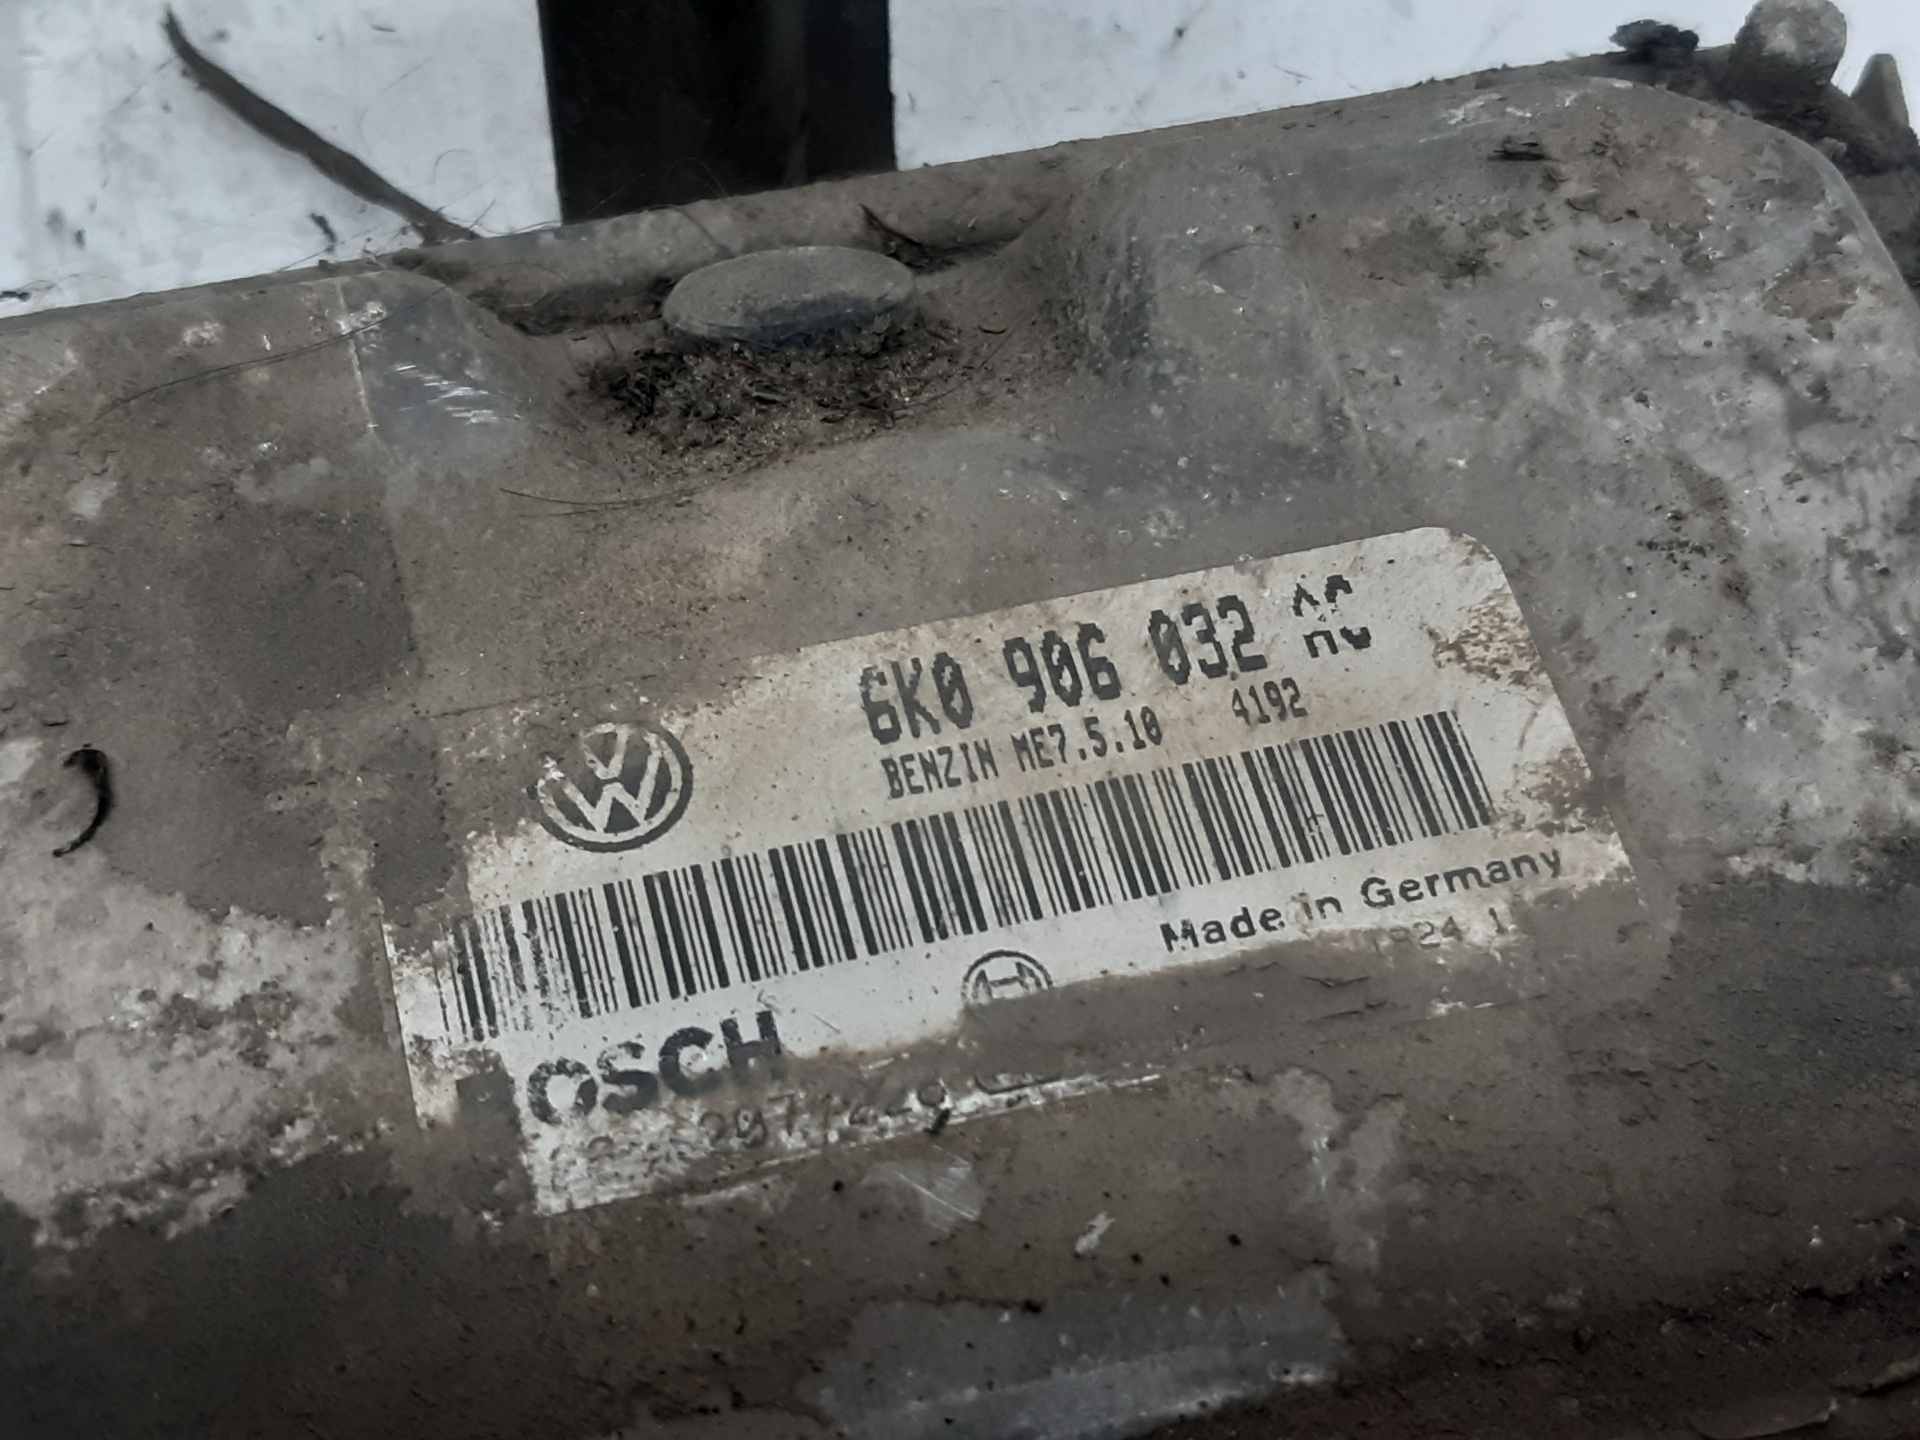 6K0 906 032
BENZIN ME7.5.10 4192
Made in Germany
OSCH